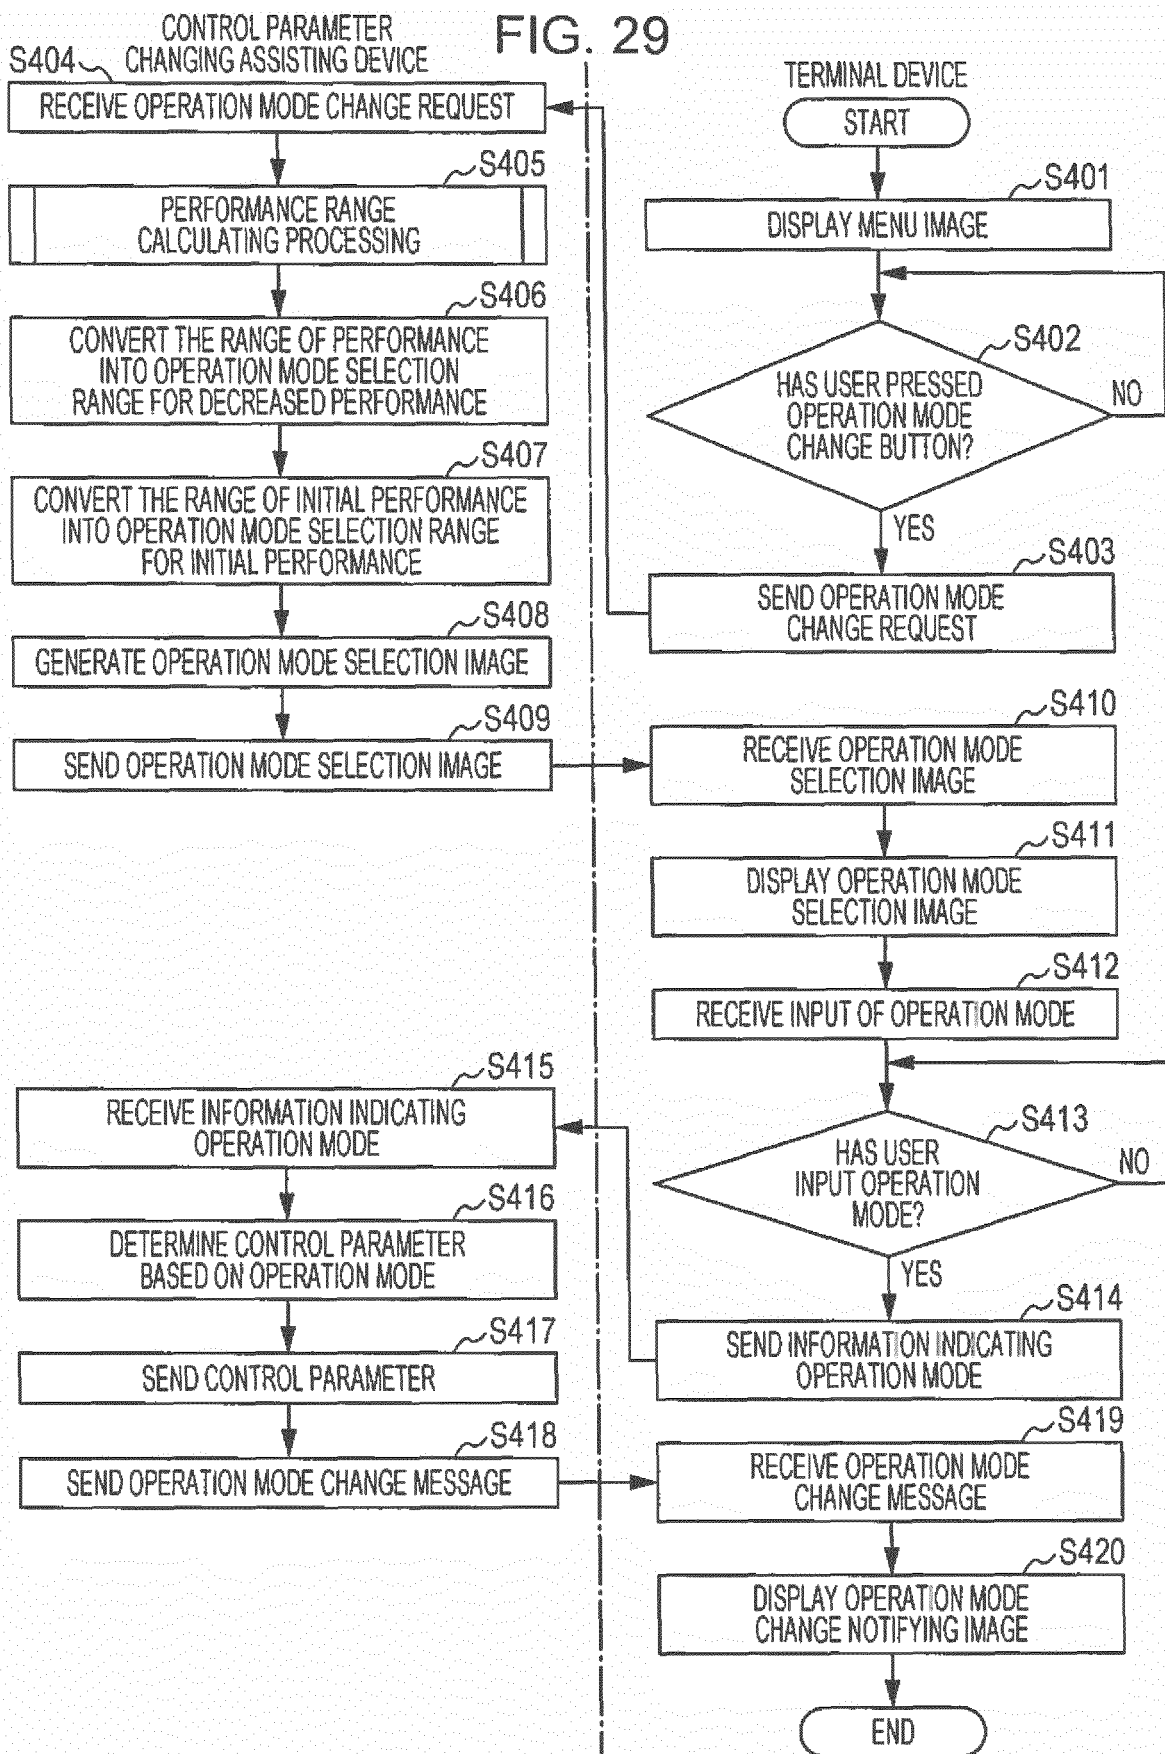 FIG. 29
CONTROL PARAMETER
CHANGING ASSISTING DEVICE
S404
RECEIVE OPERATION MODE CHANGE REQUEST
S405
PERFORMANCE RANGE
CALCULATING PROCESSING
S406
CONVERT THE RANGE OF PERFORMANCE
INTO OPERATION MODE SELECTION
RANGE FOR DECREASED PERFORMANCE
S407
CONVERT THE RANGE OF INITIAL PERFORMANCE
INTO OPERATION MODE SELECTION RANGE
FOR INITIAL PERFORMANCE
S408
GENERATE OPERATION MODE SELECTION IMAGE
S409
SEND OPERATION MODE SELECTION IMAGE
S415
RECEIVE INFORMATION INDICATING
OPERATION MODE
S416
DETERMINE CONTROL PARAMETER
BASED ON OPERATION MODE
S417
SEND CONTROL PARAMETER
S418
SEND OPERATION MODE CHANGE MESSAGE
TERMINAL DEVICE
START
S401
DISPLAY MENU IMAGE
S402
HAS USER PRESSED
OPERATION MODE
CHANGE BUTTON?
NO
YES
S403
SEND OPERATION MODE
CHANGE REQUEST
S410
RECEIVE OPERATION MODE
SELECTION IMAGE
S411
DISPLAY OPERATION MODE
SELECTION IMAGE
S412
RECEIVE INPUT OF OPERATION MODE
S413
HAS USER
INPUT OPERATION
MODE?
NO
YES
S414
SEND INFORMATION INDICATING
OPERATION MODE
S419
RECEIVE OPERATION MODE
CHANGE MESSAGE
S420
DISPLAY OPERATION MODE
CHANGE NOTIFYING IMAGE
END